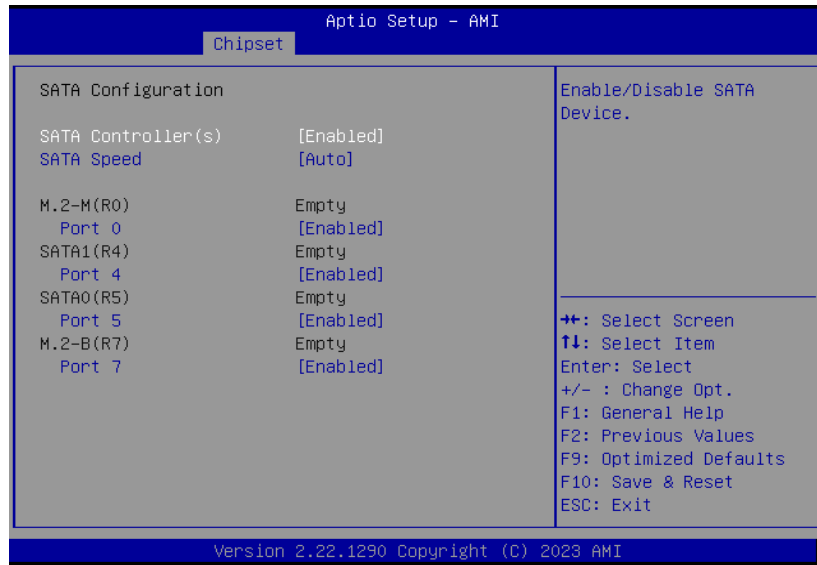 Aptio Setup – AMI
Chipset
SATA Configuration
SATA Controller(s) [Enabled]
SATA Speed [Auto]
M.2-M(R0) Empty
Port 0 [Enabled]
SATA1(R4) Empty
Port 4 [Enabled]
SATA0(R5) Empty
Port 5 [Enabled]
M.2-B(R7) Empty
Port 7 [Enabled]
Enable/Disable SATA
Device.
→←: Select Screen
↑↓: Select Item
Enter: Select
+/- : Change Opt.
F1: General Help
F2: Previous Values
F9: Optimized Defaults
F10: Save & Reset
ESC: Exit
Version 2.22.1290 Copyright (C) 2023 AMI